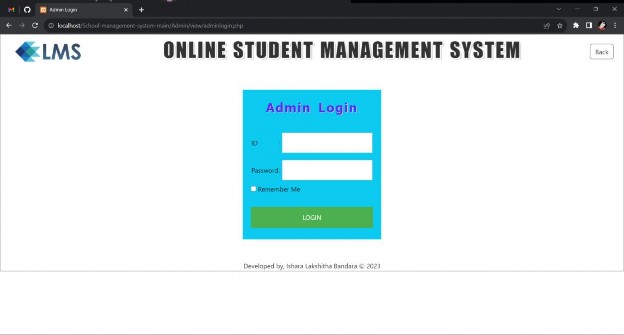 Admin Login
localhost/School-management-system-main/Admin/view/adminlogin.php
LMS
ONLINE STUDENT MANAGEMENT SYSTEM
Back
Admin Login
ID
Password
Remember Me
LOGIN
Developed by, Ishara Lakshitha Bandara © 2023